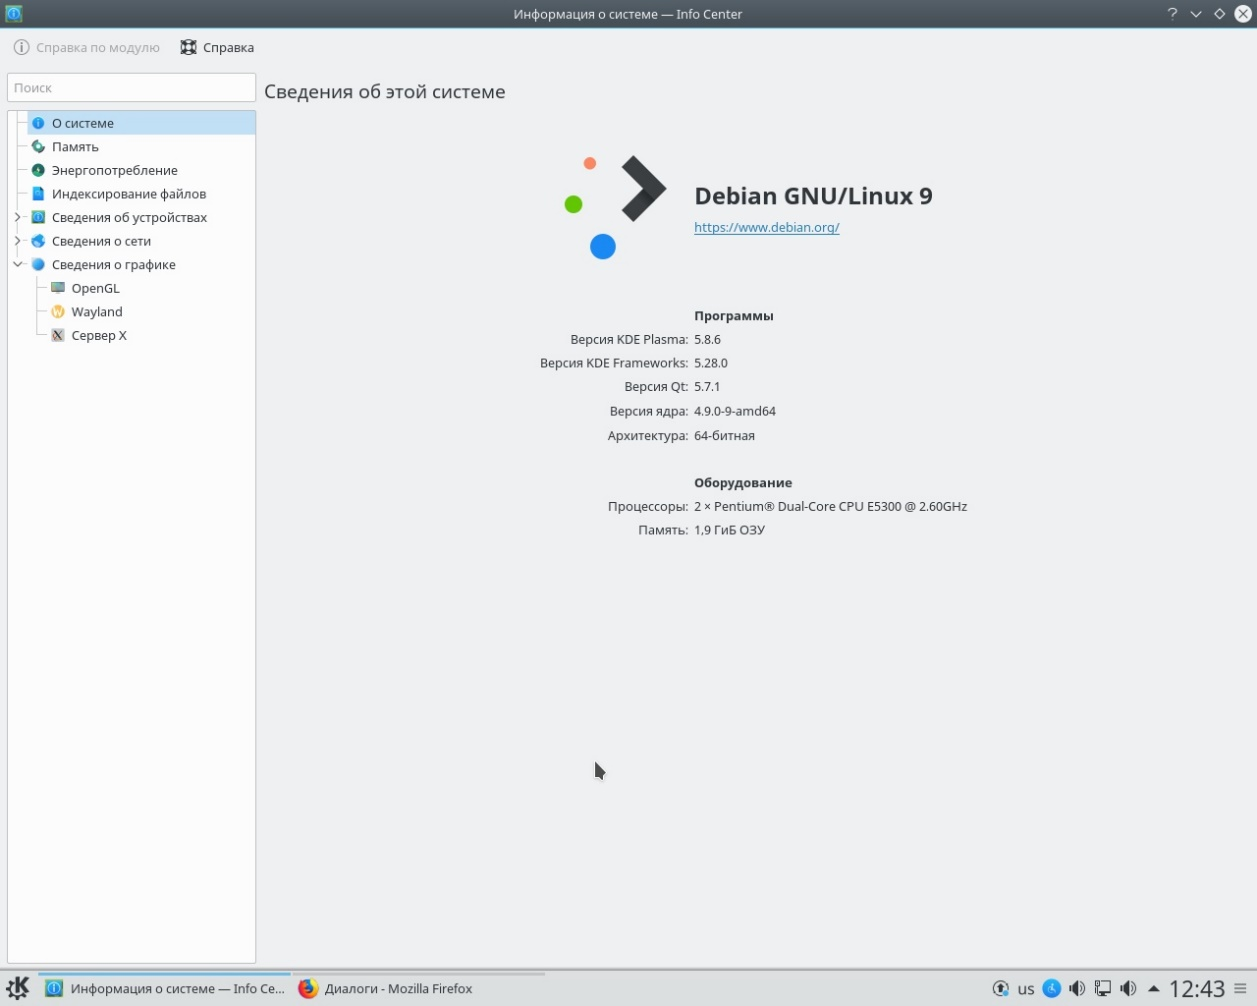 Информация о системе — Info Center
Справка по модулю
Справка
Поиск
Сведения об этой системе
О системе
Память
Энергопотребление
Индексирование файлов
Сведения об устройствах
Сведения о сети
Сведения о графике
OpenGL
Wayland
Сервер X
Debian GNU/Linux 9
https://www.debian.org/
Программы
Версия KDE Plasma: 5.8.6
Версия KDE Frameworks: 5.28.0
Версия Qt: 5.7.1
Версия ядра: 4.9.0-9-amd64
Архитектура: 64-битная
Оборудование
Процессоры: 2 × Pentium® Dual-Core CPU E5300 @ 2.60GHz
Память: 1,9 ГиБ ОЗУ
Информация о системе — Info Ce...
Диалоги - Mozilla Firefox
us
12:43